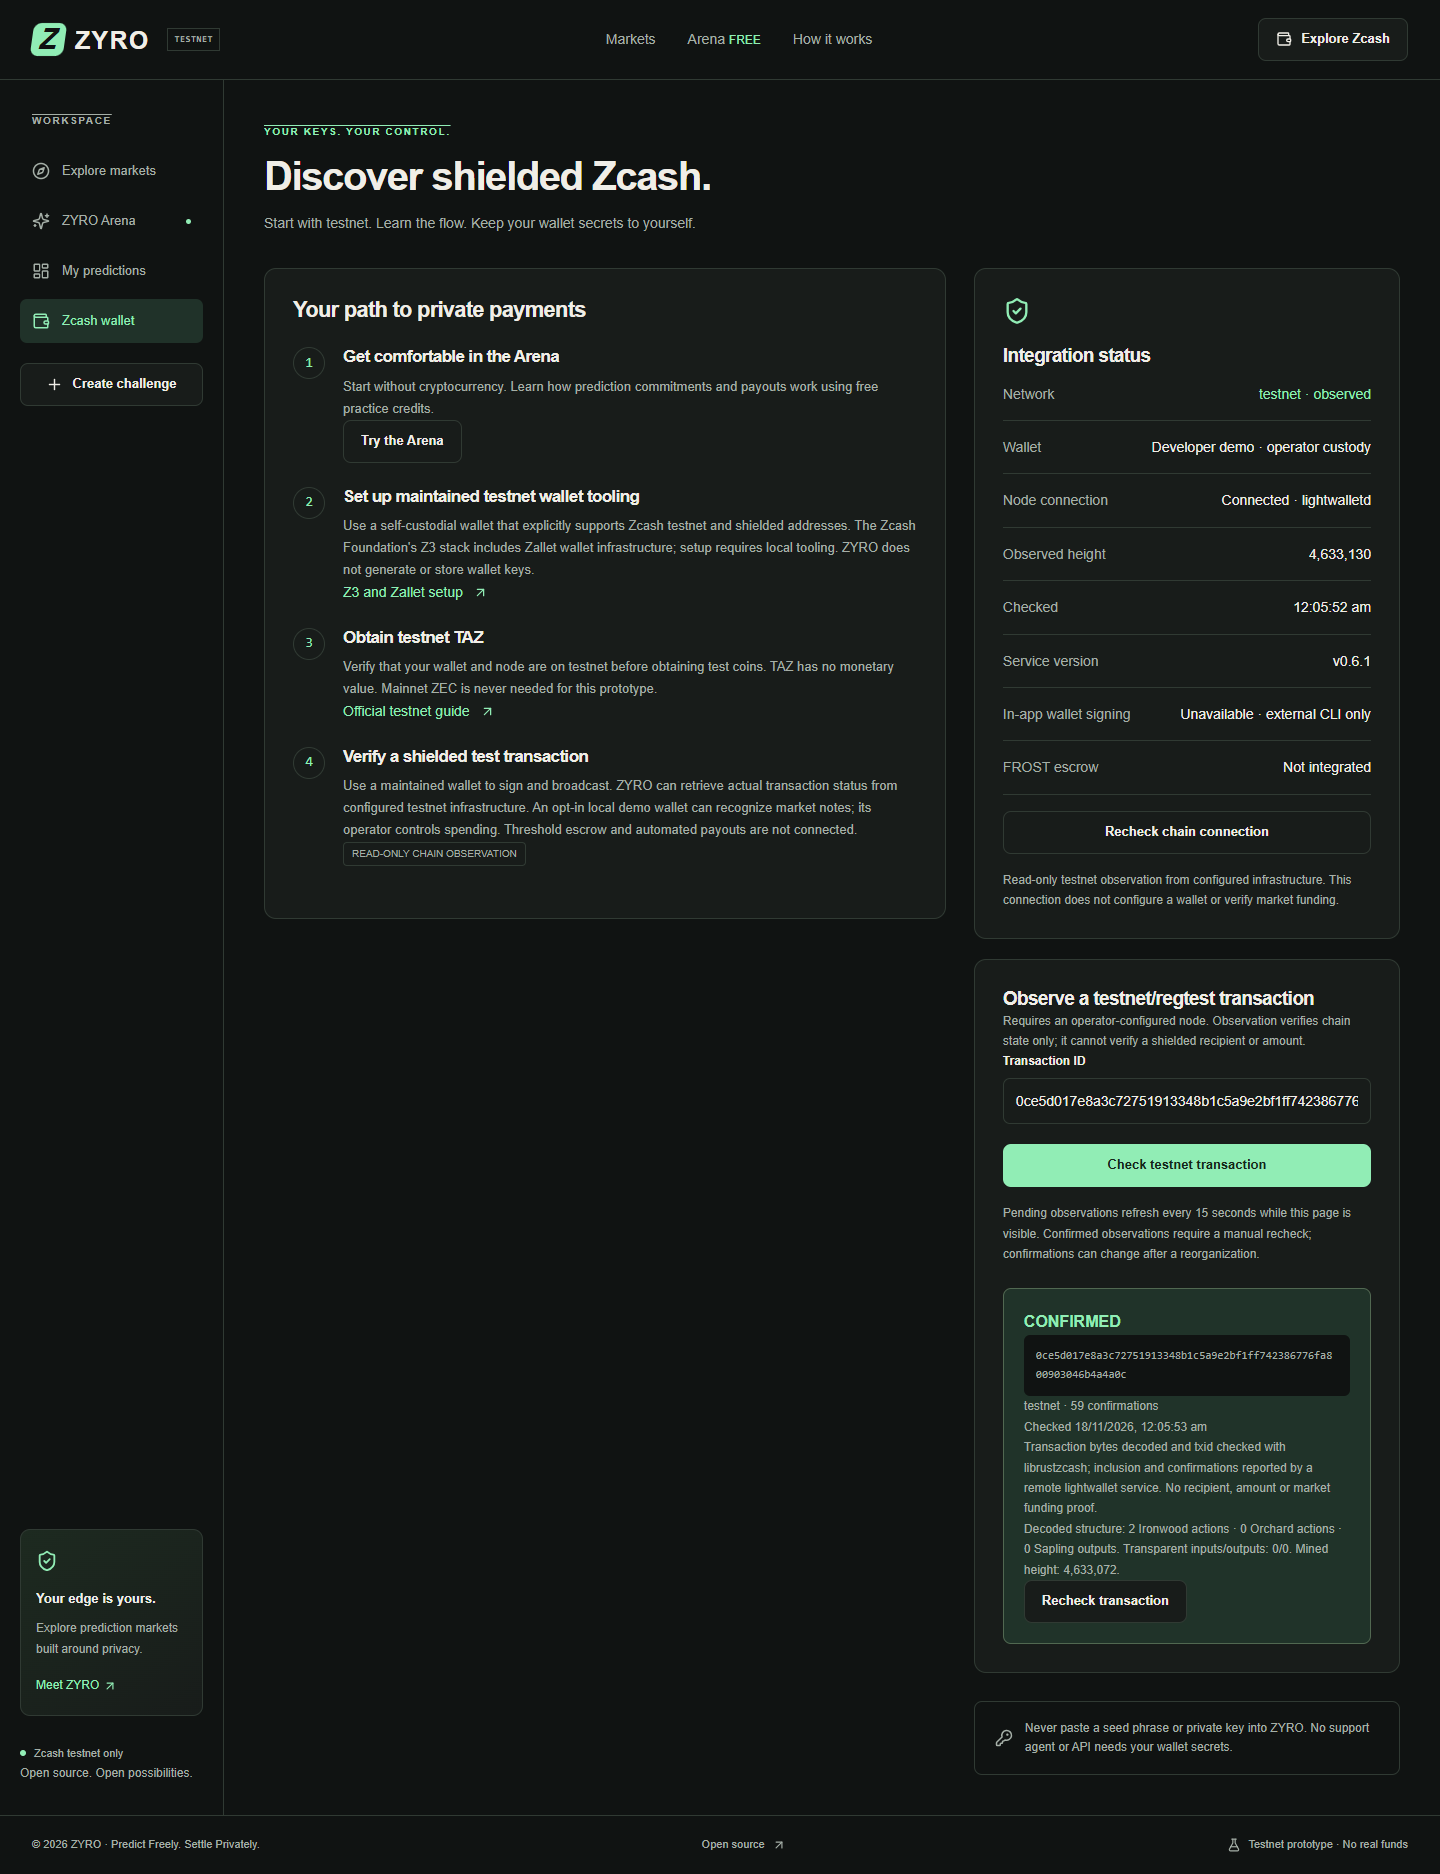 Z ZYRO TESTNET
Markets
Arena FREE
How it works
Explore Zcash
WORKSPACE
Explore markets
ZYRO Arena
My predictions
Zcash wallet
Create challenge
YOUR KEYS. YOUR CONTROL.
Discover shielded Zcash.
Start with testnet. Learn the flow. Keep your wallet secrets to yourself.
Your path to private payments
1
Get comfortable in the Arena
Start without cryptocurrency. Learn how prediction commitments and payouts work using free
practice credits.
Try the Arena
2
Set up maintained testnet wallet tooling
Use a self-custodial wallet that explicitly supports Zcash testnet and shielded addresses. The Zcash
Foundation's Z3 stack includes Zallet wallet infrastructure; setup requires local tooling. ZYRO does
not generate or store wallet keys.
Z3 and Zallet setup
3
Obtain testnet TAZ
Verify that your wallet and node are on testnet before obtaining test coins. TAZ has no monetary
value. Mainnet ZEC is never needed for this prototype.
Official testnet guide
4
Verify a shielded test transaction
Use a maintained wallet to sign and broadcast. ZYRO can retrieve actual transaction status from
configured testnet infrastructure. An opt-in local demo wallet can recognize market notes; its
operator controls spending. Threshold escrow and automated payouts are not connected.
READ-ONLY CHAIN OBSERVATION
Integration status
Network testnet · observed
Wallet Developer demo · operator custody
Node connection Connected · lightwalletd
Observed height 4,633,130
Checked 12:05:52 am
Service version v0.6.1
In-app wallet signing Unavailable · external CLI only
FROST escrow Not integrated
Recheck chain connection
Read-only testnet observation from configured infrastructure. This
connection does not configure a wallet or verify market funding.
Observe a testnet/regtest transaction
Requires an operator-configured node. Observation verifies chain
state only; it cannot verify a shielded recipient or amount.
Transaction ID
0ce5d017e8a3c72751913348b1c5a9e2bf1ff742386776
Check testnet transaction
Pending observations refresh every 15 seconds while this page is
visible. Confirmed observations require a manual recheck;
confirmations can change after a reorganization.
CONFIRMED
0ce5d017e8a3c72751913348b1c5a9e2bf1ff742386776fa8
00903046b4a4a0c
testnet · 59 confirmations
Checked 18/11/2026, 12:05:53 am
Transaction bytes decoded and txid checked with
librustzcash; inclusion and confirmations reported by a
remote lightwallet service. No recipient, amount or market
funding proof.
Decoded structure: 2 Ironwood actions · 0 Orchard actions ·
0 Sapling outputs. Transparent inputs/outputs: 0/0. Mined
height: 4,633,072.
Recheck transaction
Never paste a seed phrase or private key into ZYRO. No support
agent or API needs your wallet secrets.
Your edge is yours.
Explore prediction markets
built around privacy.
Meet ZYRO
Zcash testnet only
Open source. Open possibilities.
© 2026 ZYRO · Predict Freely. Settle Privately.
Open source
Testnet prototype · No real funds